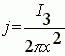 j = I₃ / 2πx²